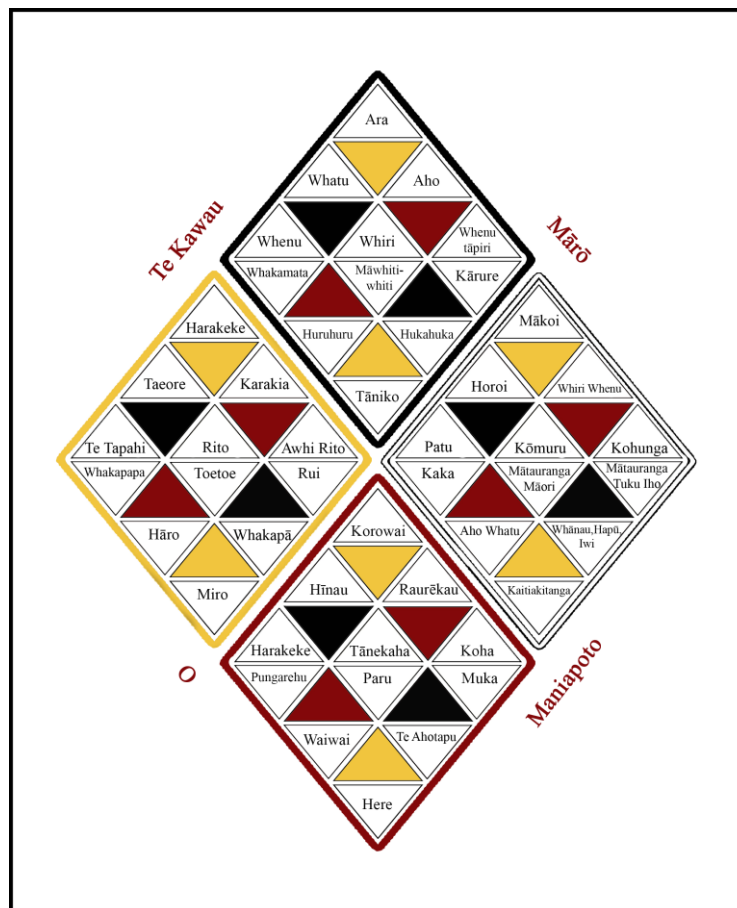 Ara
Whatu
Aho
Whenu
Whiri
Whenu
tāpiri
Whakamata
Māwhiti-
whiti
Kārure
Huruhuru
Hukahuka
Tāniko
Te Kawau
Mārō
Harakeke
Taeore
Karakia
Te Tapahi
Rito
Awhi Rito
Whakapapa
Toetoe
Rui
Hāro
Whakapā
Miro
Mākoi
Horoi
Whiri Whenu
Patu
Kōmuru
Kohunga
Kaka
Mātauranga
Māori
Mātauranga
Tuku Iho
Aho Whatu
Whānau,Hapū,
Iwi
Kaitiakitanga
Korowai
Hīnau
Raurēkau
Harakeke
Tānekaha
Koha
Pungarehu
Paru
Muka
Waiwai
Te Ahotapu
Here
O
Maniapoto